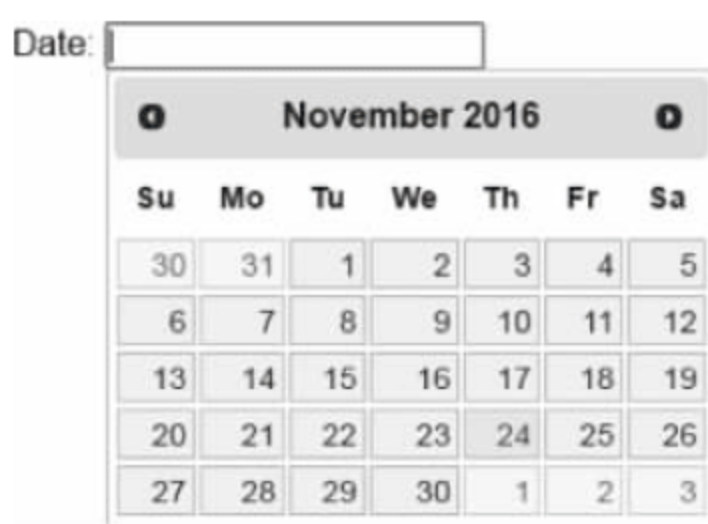 Date:
November 2016
Su Mo Tu We Th Fr Sa
30 31 1 2 3 4 5
6 7 8 9 10 11 12
13 14 15 16 17 18 19
20 21 22 23 24 25 26
27 28 29 30 1 2 3